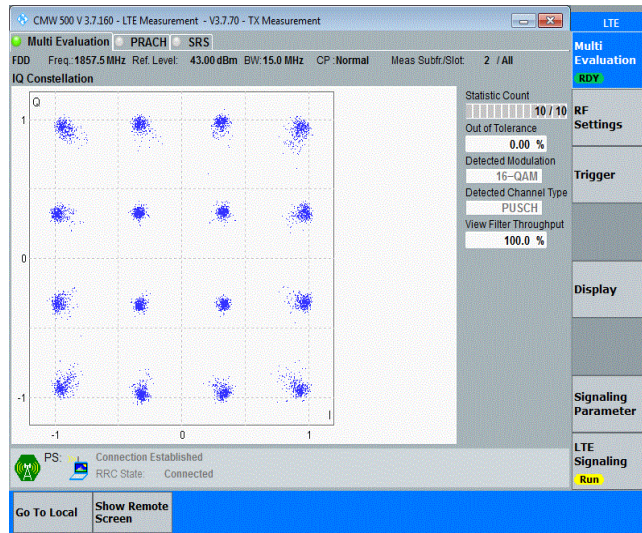 CMW 500 V 3.7.160 - LTE Measurement - V3.7.70 - TX Measurement
LTE
Multi Evaluation PRACH SRS
Multi
Evaluation
RDY
FDD Freq.:1857.5 MHz Ref. Level: 43.00 dBm BW:15.0 MHz CP :Normal Meas Subfr./Slot: 2 / All
IQ Constellation
Q
1
0
-1
I
-1 0 1
Statistic Count
10 / 10
Out of Tolerance
0.00 %
Detected Modulation
16-QAM
Detected Channel Type
PUSCH
View Filter Throughput
100.0 %
RF
Settings
Trigger
Display
Signaling
Parameter
LTE
Signaling
Run
PS: Connection Established
RRC State: Connected
Go To Local
Show Remote
Screen